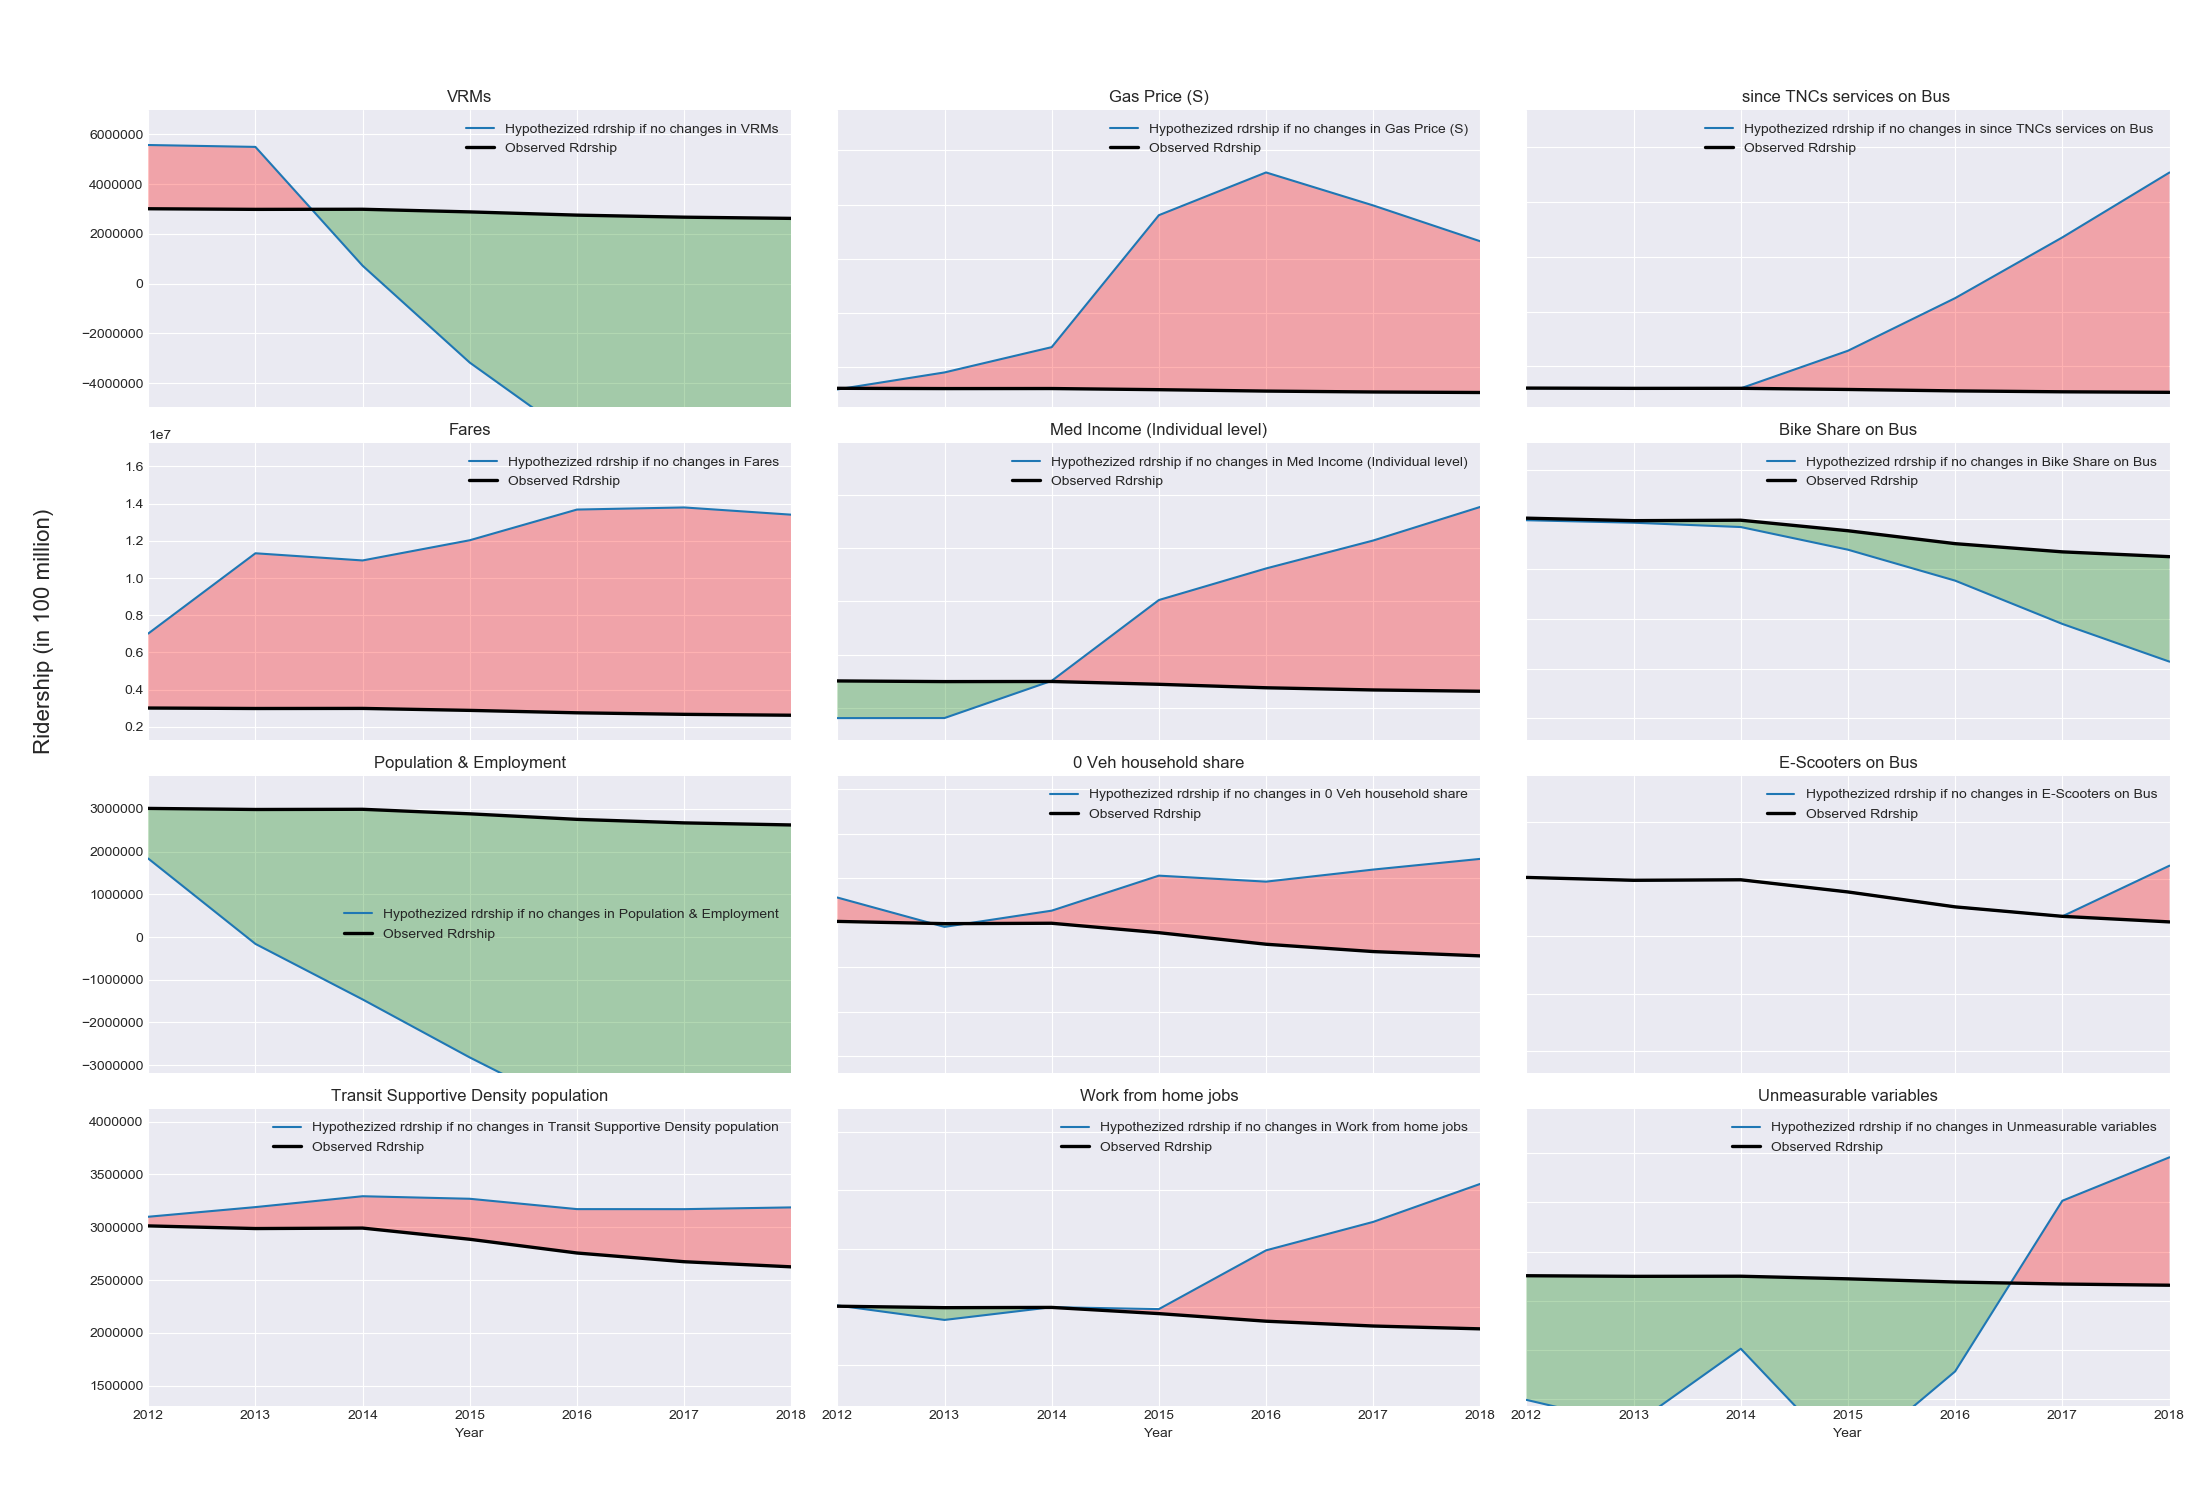 VRMs
6000000
4000000
2000000
0
−2000000
−4000000
Hypothezized rdrship if no changes in VRMs
Observed Rdrship
Gas Price (S)
Hypothezized rdrship if no changes in Gas Price (S)
Observed Rdrship
since TNCs services on Bus
Hypothezized rdrship if no changes in since TNCs services on Bus
Observed Rdrship
Fares
1e7
1.6
1.4
1.2
1.0
0.8
0.6
0.4
0.2
Hypothezized rdrship if no changes in Fares
Observed Rdrship
Med Income (Individual level)
Hypothezized rdrship if no changes in Med Income (Individual level)
Observed Rdrship
Bike Share on Bus
Hypothezized rdrship if no changes in Bike Share on Bus
Observed Rdrship
Ridership (in 100 million)
Population & Employment
3000000
2000000
1000000
0
−1000000
−2000000
−3000000
Hypothezized rdrship if no changes in Population & Employment
Observed Rdrship
0 Veh household share
Hypothezized rdrship if no changes in 0 Veh household share
Observed Rdrship
E-Scooters on Bus
Hypothezized rdrship if no changes in E-Scooters on Bus
Observed Rdrship
Transit Supportive Density population
4000000
3500000
3000000
2500000
2000000
1500000
Hypothezized rdrship if no changes in Transit Supportive Density population
Observed Rdrship
2012 2013 2014 2015 2016 2017 2018
Year
Work from home jobs
Hypothezized rdrship if no changes in Work from home jobs
Observed Rdrship
2012 2013 2014 2015 2016 2017 2018
Year
Unmeasurable variables
Hypothezized rdrship if no changes in Unmeasurable variables
Observed Rdrship
2012 2013 2014 2015 2016 2017 2018
Year